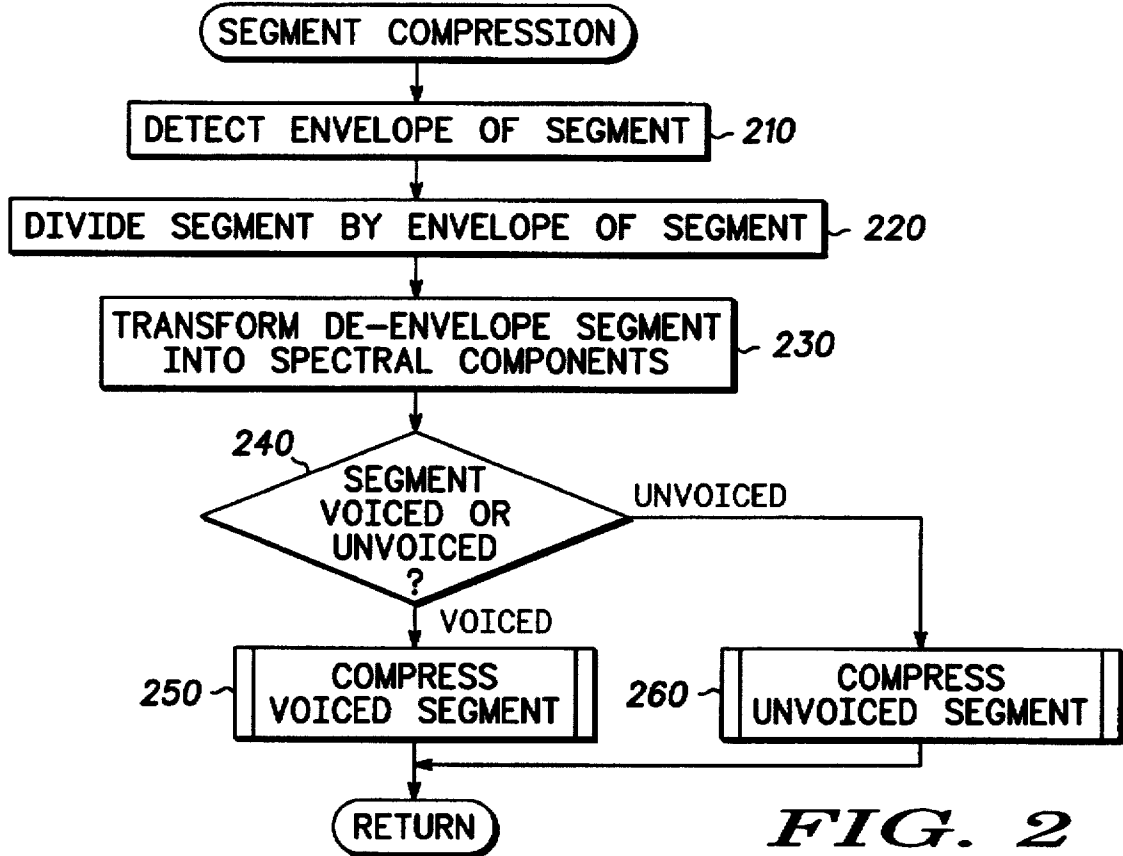 SEGMENT COMPRESSION
DETECT ENVELOPE OF SEGMENT
210
DIVIDE SEGMENT BY ENVELOPE OF SEGMENT
220
TRANSFORM DE-ENVELOPE SEGMENT
INTO SPECTRAL COMPONENTS
230
240
SEGMENT
VOICED OR
UNVOICED
?
UNVOICED
VOICED
250
COMPRESS
VOICED SEGMENT
260
COMPRESS
UNVOICED SEGMENT
RETURN
FIG. 2